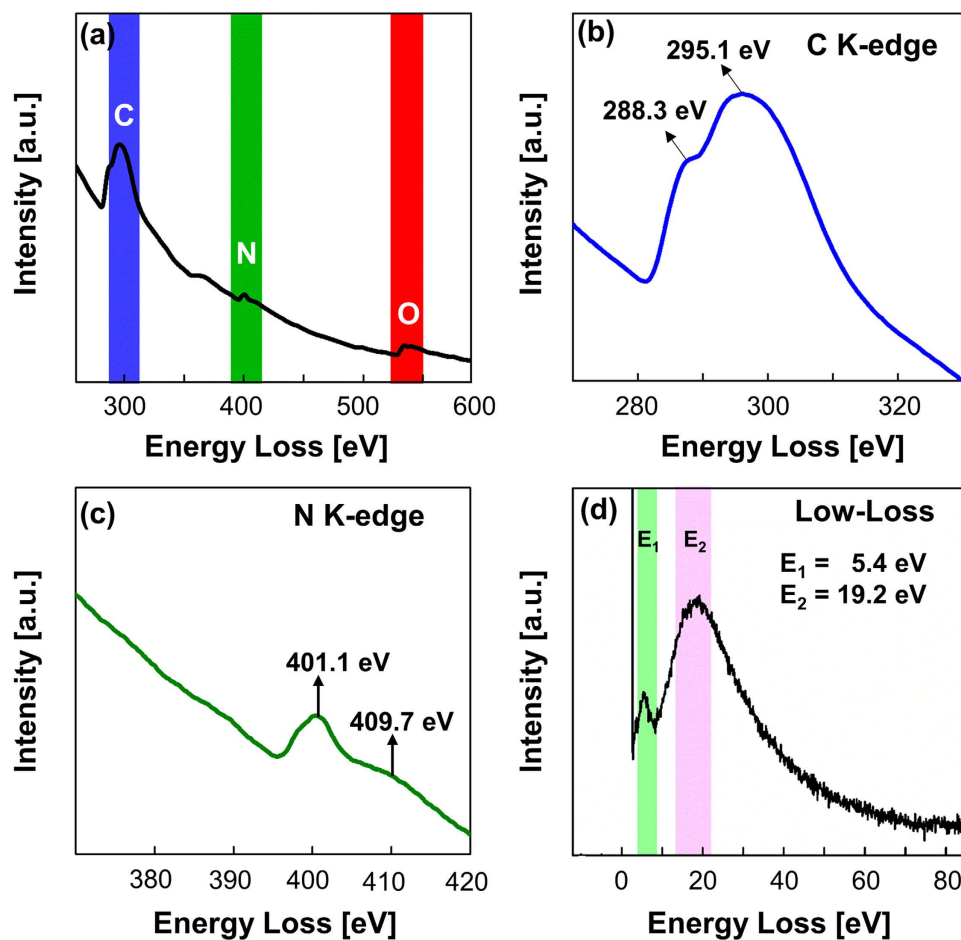 (a)
C
N
O
Intensity [a.u.]
300 400 500 600
Energy Loss [eV]
(b)
C K-edge
295.1 eV
288.3 eV
Intensity [a.u.]
280 300 320
Energy Loss [eV]
(c)
N K-edge
401.1 eV
409.7 eV
Intensity [a.u.]
380 390 400 410 420
Energy Loss [eV]
(d)
Low-Loss
E₁ E₂
E₁ = 5.4 eV
E₂ = 19.2 eV
Intensity [a.u.]
0 20 40 60 80
Energy Loss [eV]